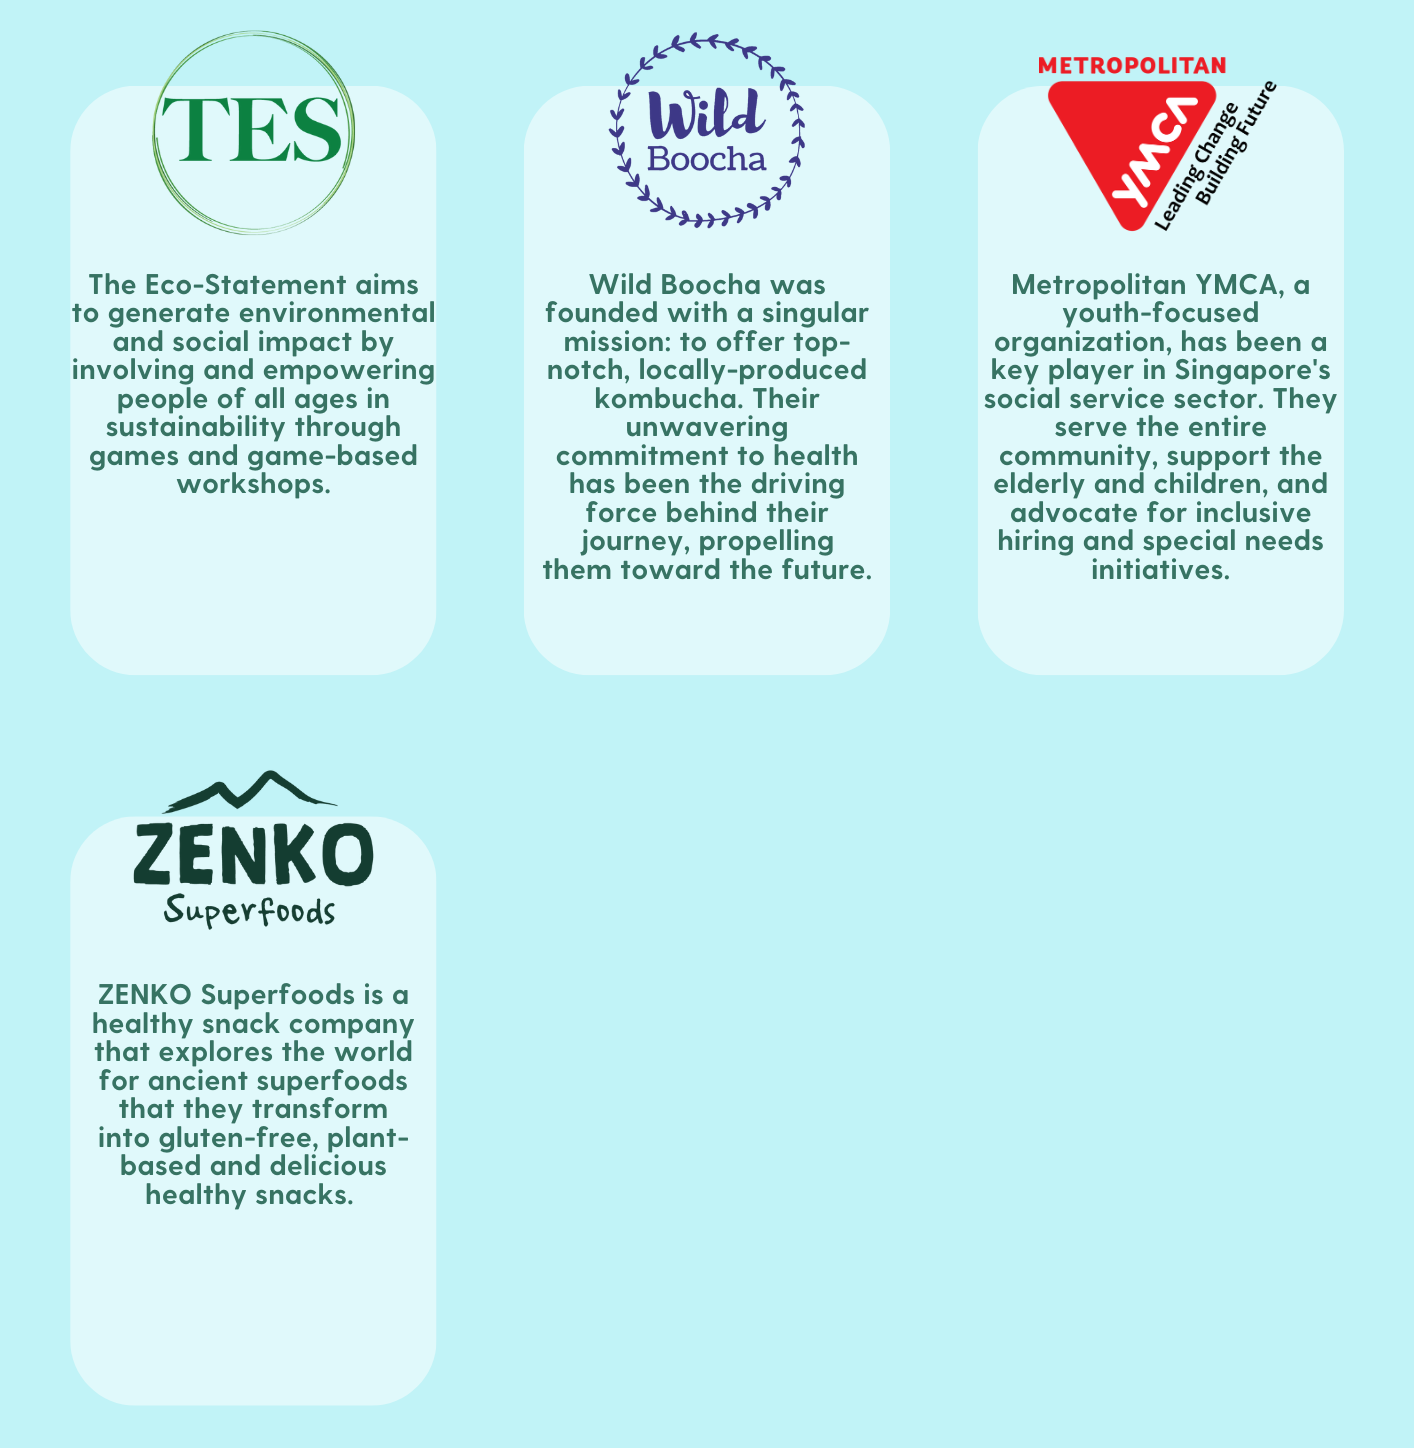 TES
The Eco-Statement aims
to generate environmental
and social impact by
involving and empowering
people of all ages in
sustainability through
games and game-based
workshops.
Wild
Boocha
Wild Boocha was
founded with a singular
mission: to offer top-
notch, locally-produced
kombucha. Their
unwavering
commitment to health
has been the driving
force behind their
journey, propelling
them toward the future.
METROPOLITAN
YMCA
Leading Change
Building Future
Metropolitan YMCA, a
youth-focused
organization, has been a
key player in Singapore's
social service sector. They
serve the entire
community, support the
elderly and children, and
advocate for inclusive
hiring and special needs
initiatives.
ZENKO
Superfoods
ZENKO Superfoods is a
healthy snack company
that explores the world
for ancient superfoods
that they transform
into gluten-free, plant-
based and delicious
healthy snacks.